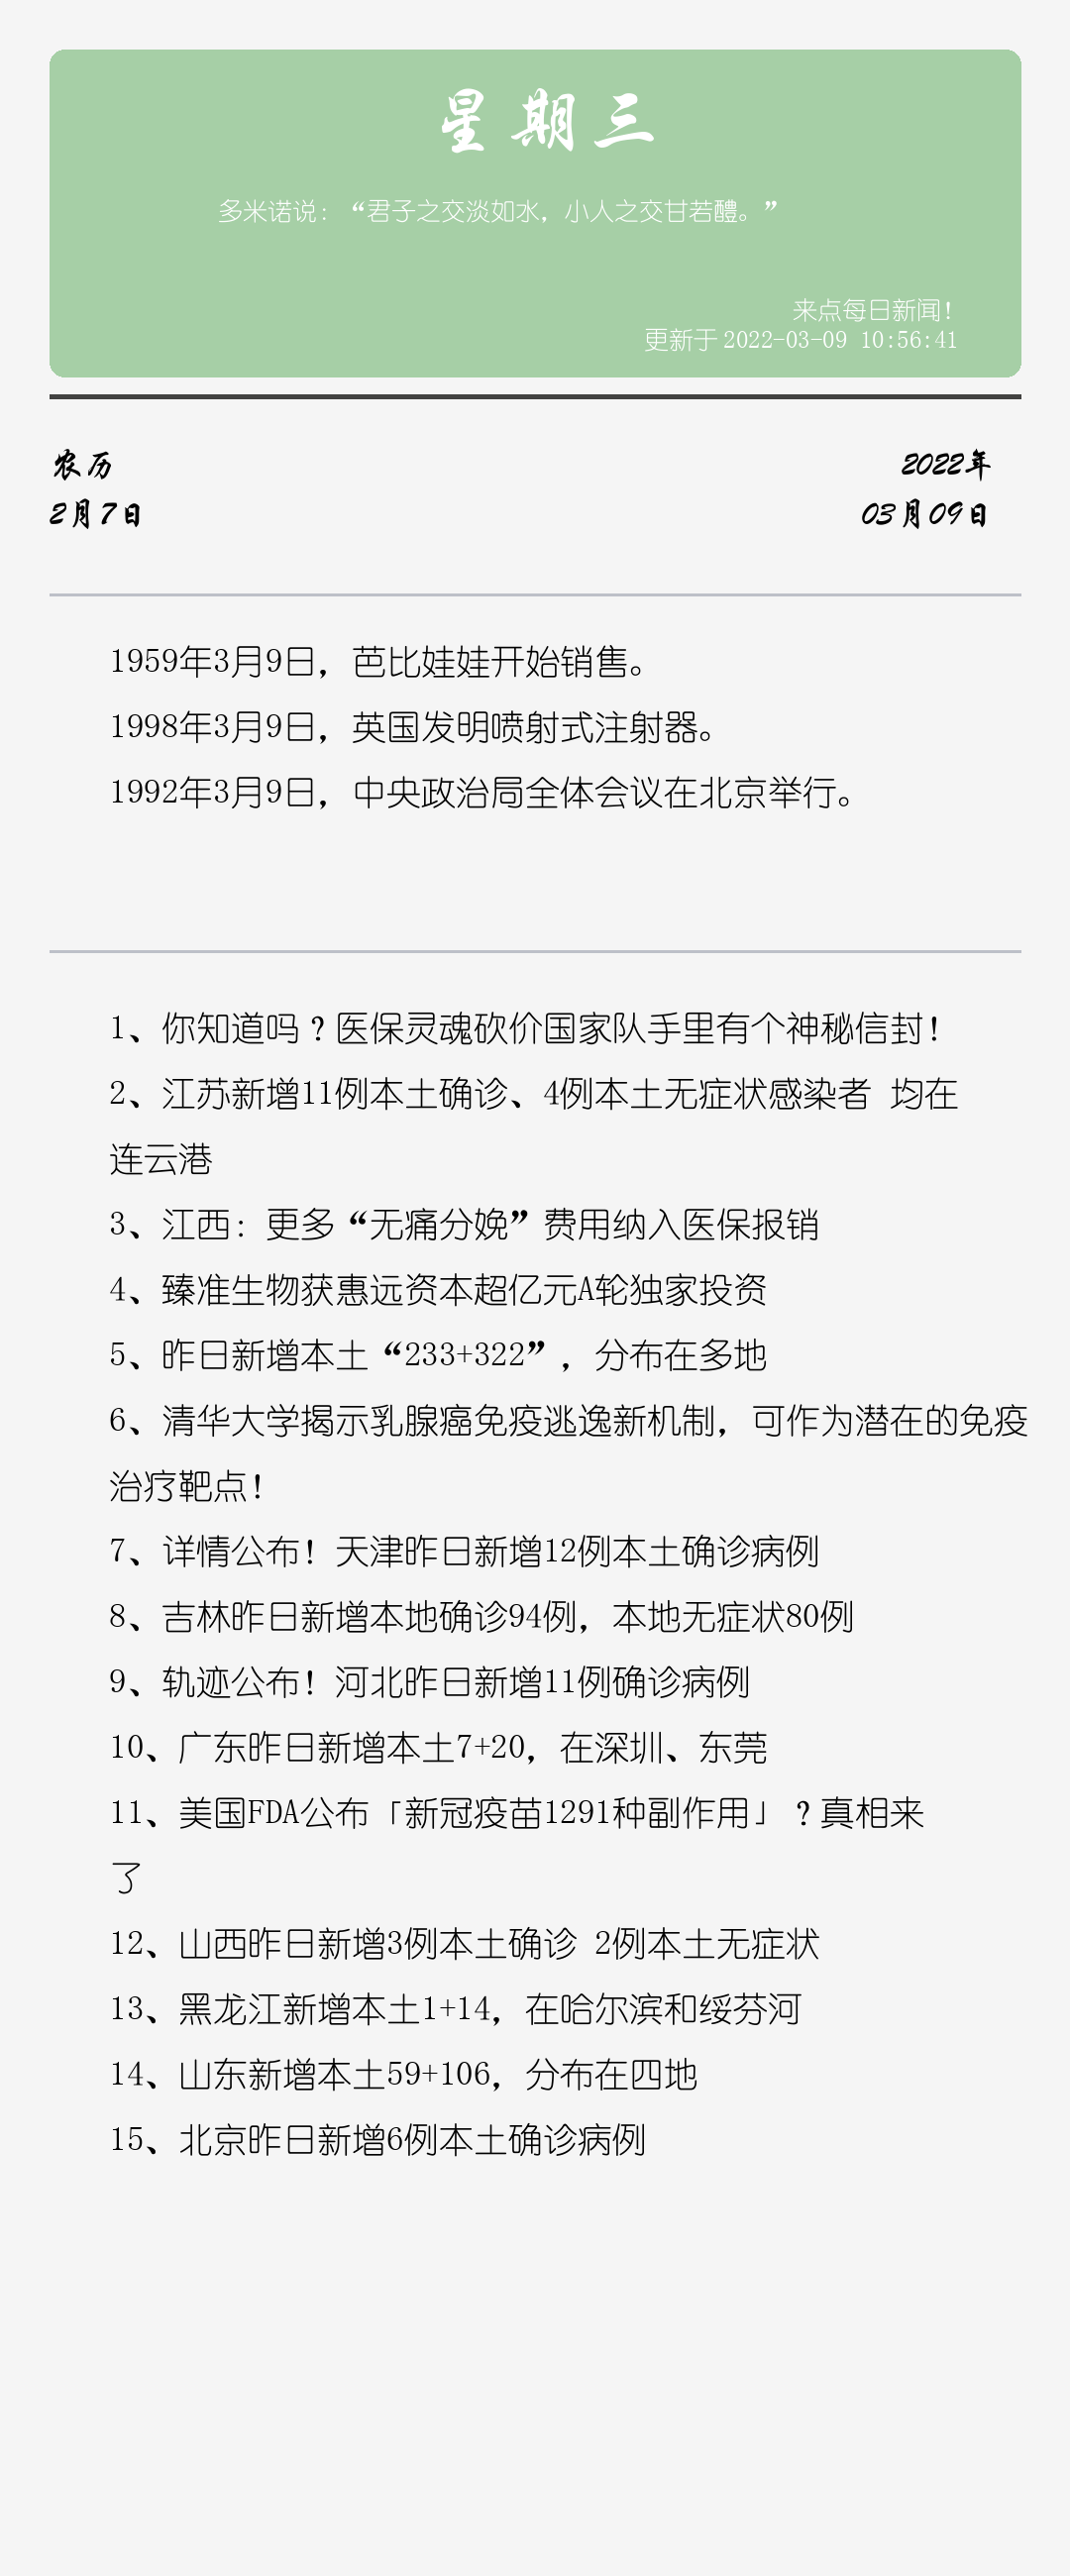 星期三
多米诺说：“君子之交淡如水，小人之交甘若醴。”
来点每日新闻！
更新于 2022-03-09 10:56:41
农历
2022年
2月7日
03月09日
1959年3月9日，芭比娃娃开始销售。
1998年3月9日，英国发明喷射式注射器。
1992年3月9日，中央政治局全体会议在北京举行。
1、你知道吗？医保灵魂砍价国家队手里有个神秘信封！
2、江苏新增11例本土确诊、4例本土无症状感染者 均在
连云港
3、江西：更多“无痛分娩”费用纳入医保报销
4、臻准生物获惠远资本超亿元A轮独家投资
5、昨日新增本土“233+322”，分布在多地
6、清华大学揭示乳腺癌免疫逃逸新机制，可作为潜在的免疫
治疗靶点！
7、详情公布！天津昨日新增12例本土确诊病例
8、吉林昨日新增本地确诊94例，本地无症状80例
9、轨迹公布！河北昨日新增11例确诊病例
10、广东昨日新增本土7+20，在深圳、东莞
11、美国FDA公布「新冠疫苗1291种副作用」？真相来
了
12、山西昨日新增3例本土确诊 2例本土无症状
13、黑龙江新增本土1+14，在哈尔滨和绥芬河
14、山东新增本土59+106，分布在四地
15、北京昨日新增6例本土确诊病例